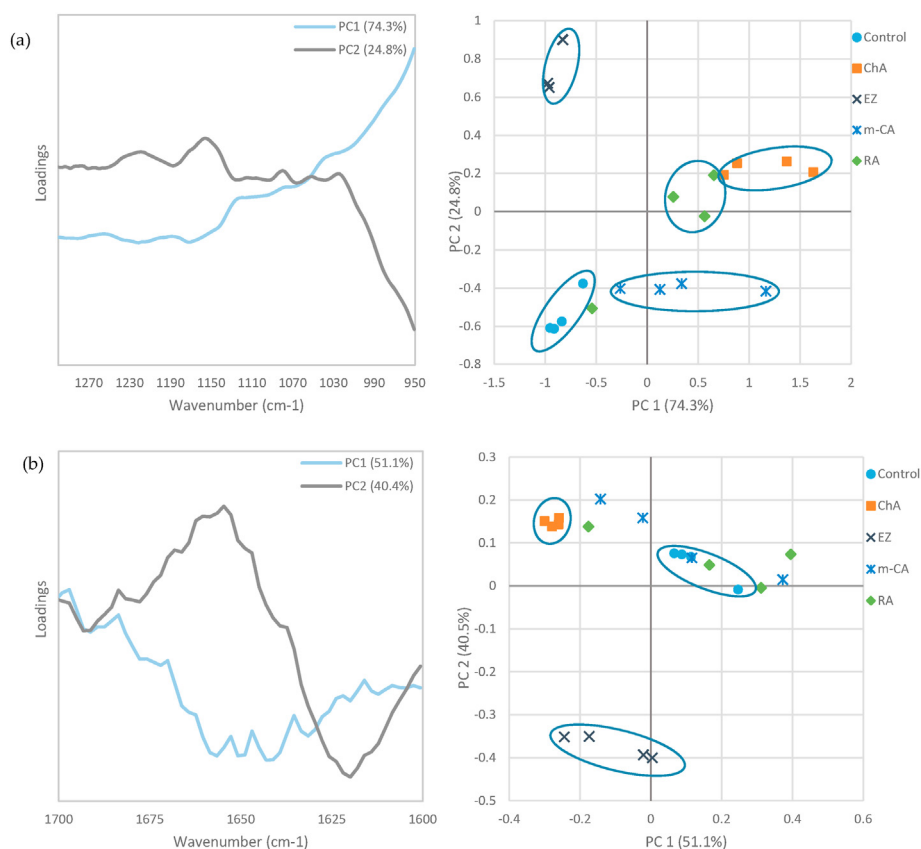 (a)
PC1 (74.3%)
PC2 (24.8%)
Loadings
1270 1230 1190 1150 1110 1070 1030 990 950
Wavenumber (cm-1)
1
0.8
0.6
0.4
0.2
0
-0.2
-0.4
-0.6
-0.8
PC 2 (24.8%)
-1.5 -1 -0.5 0 0.5 1 1.5 2
PC 1 (74.3%)
Control
ChA
EZ
m-CA
RA
(b)
PC1 (51.1%)
PC2 (40.4%)
Loadings
1700 1675 1650 1625 1600
Wavenumber (cm-1)
0.3
0.2
0.1
0
-0.1
-0.2
-0.3
-0.4
-0.5
PC 2 (40.5%)
-0.4 -0.2 0 0.2 0.4 0.6
PC 1 (51.1%)
Control
ChA
EZ
m-CA
RA